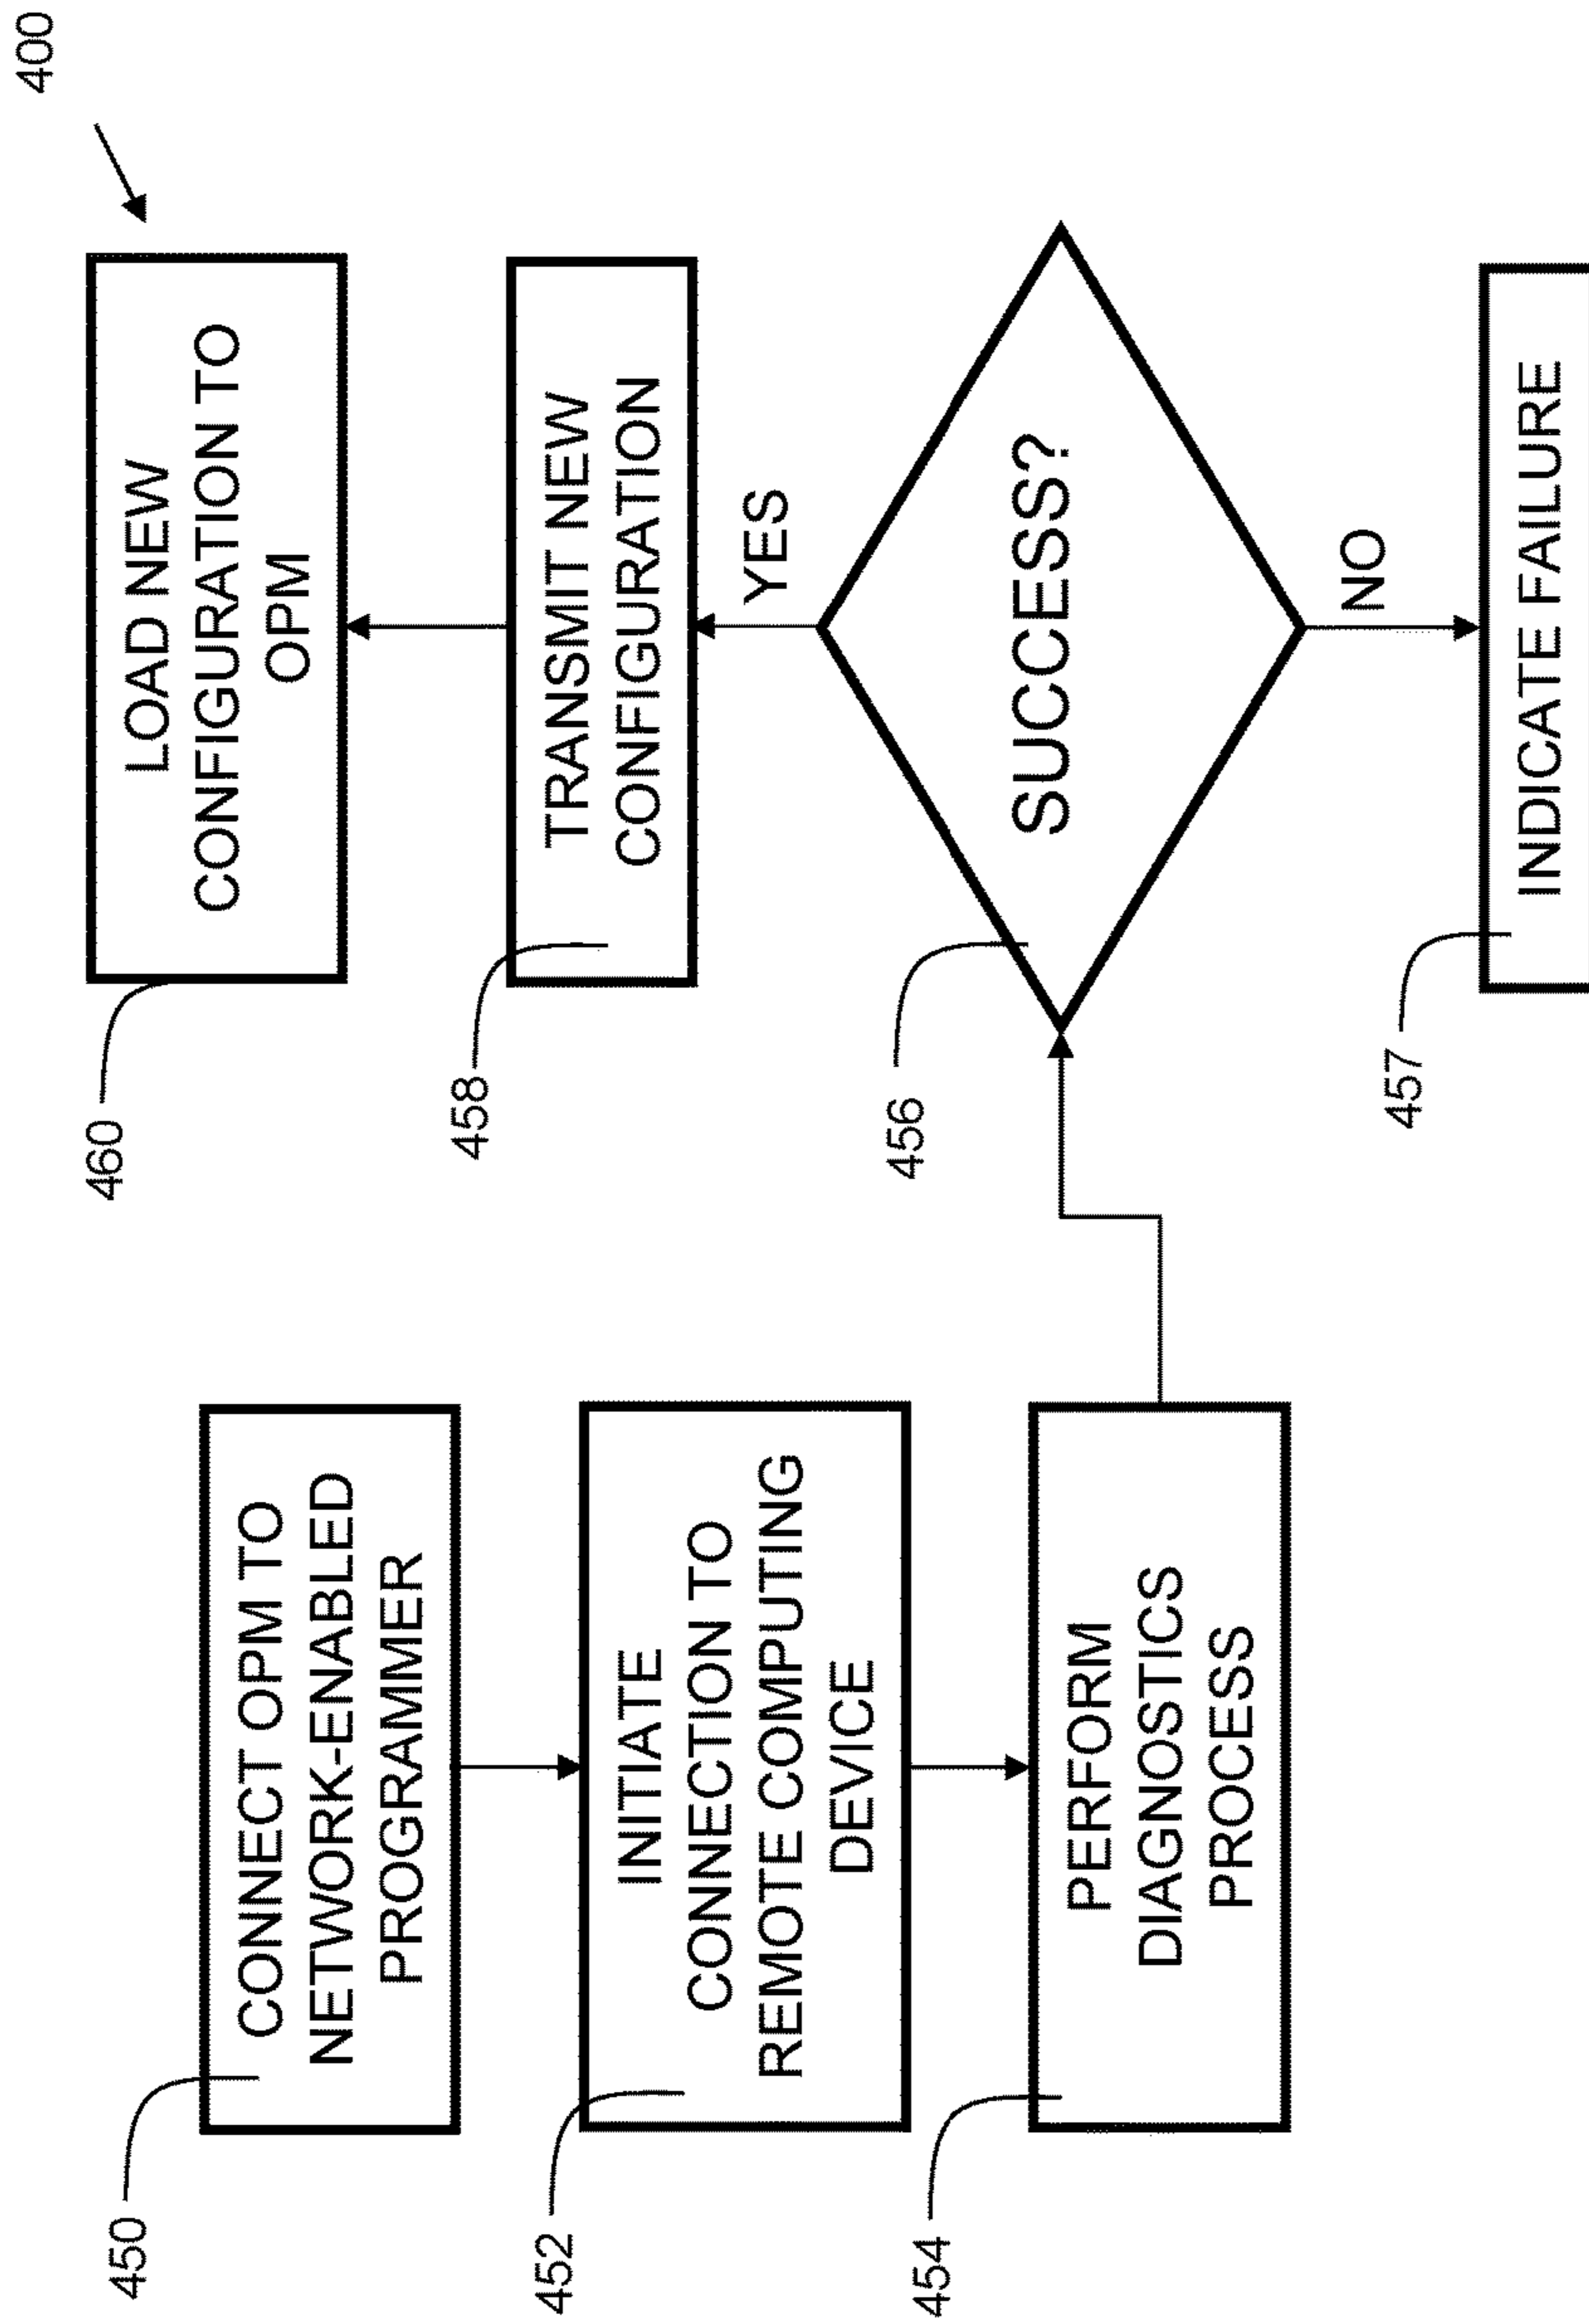 400
450
CONNECT OPM TO
NETWORK-ENABLED
PROGRAMMER
452
INITIATE
CONNECTION TO
REMOTE COMPUTING
DEVICE
454
PERFORM
DIAGNOSTICS
PROCESS
456
SUCCESS?
YES
NO
457
INDICATE FAILURE
458
TRANSMIT NEW
CONFIGURATION
460
LOAD NEW
CONFIGURATION TO
OPM